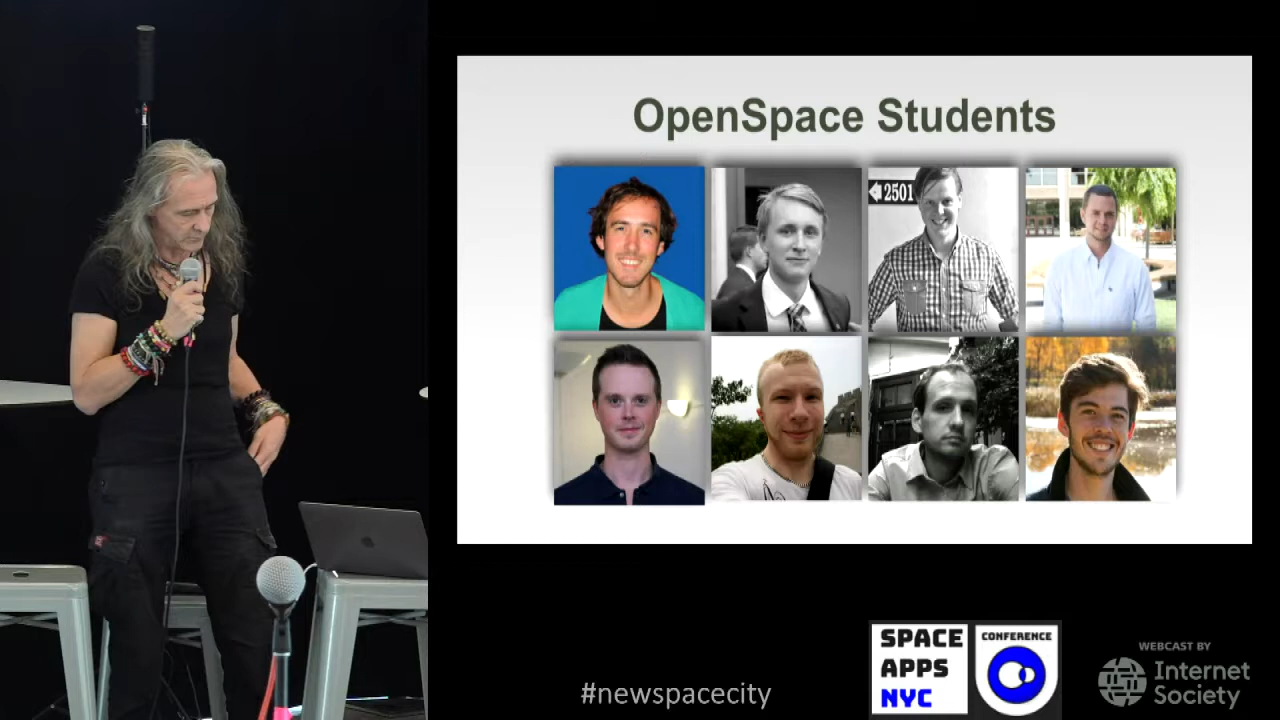 OpenSpace Students
2501
SPACE
APPS
NYC
CONFERENCE
#newspacecity
WEBCAST BY
Internet
Society